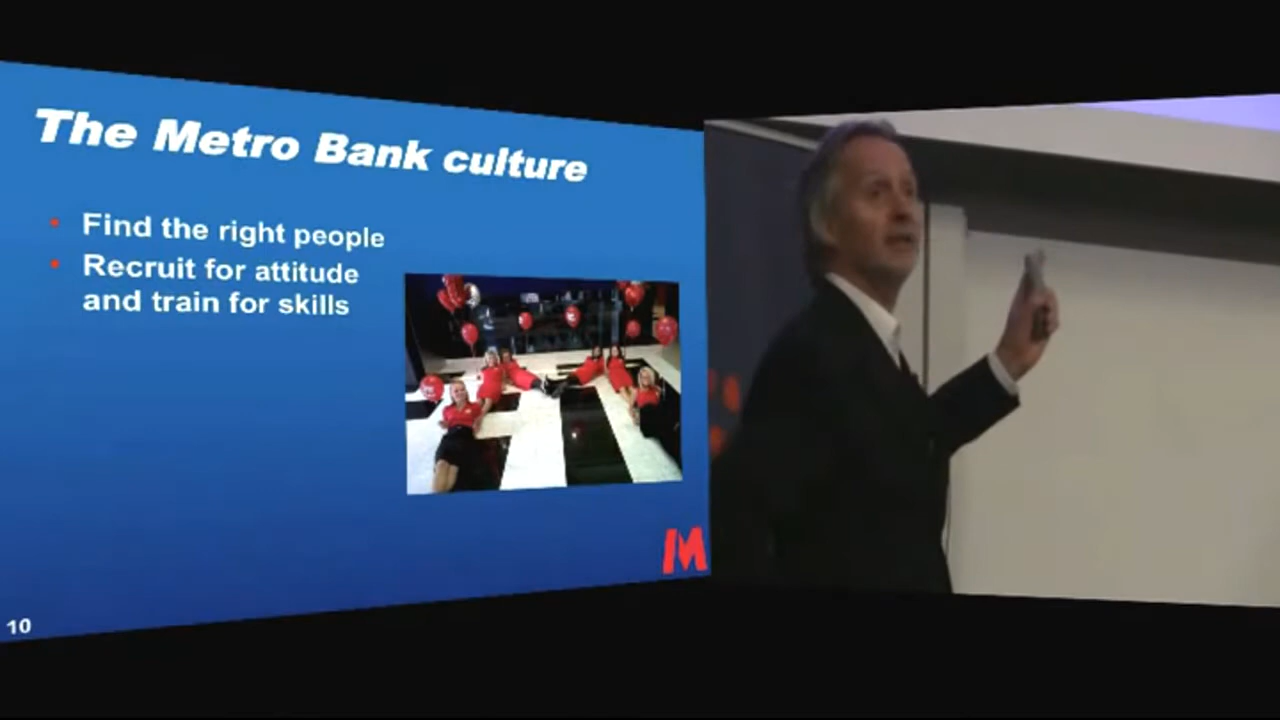 The Metro Bank culture
Find the right people
Recruit for attitude
and train for skills
M
10